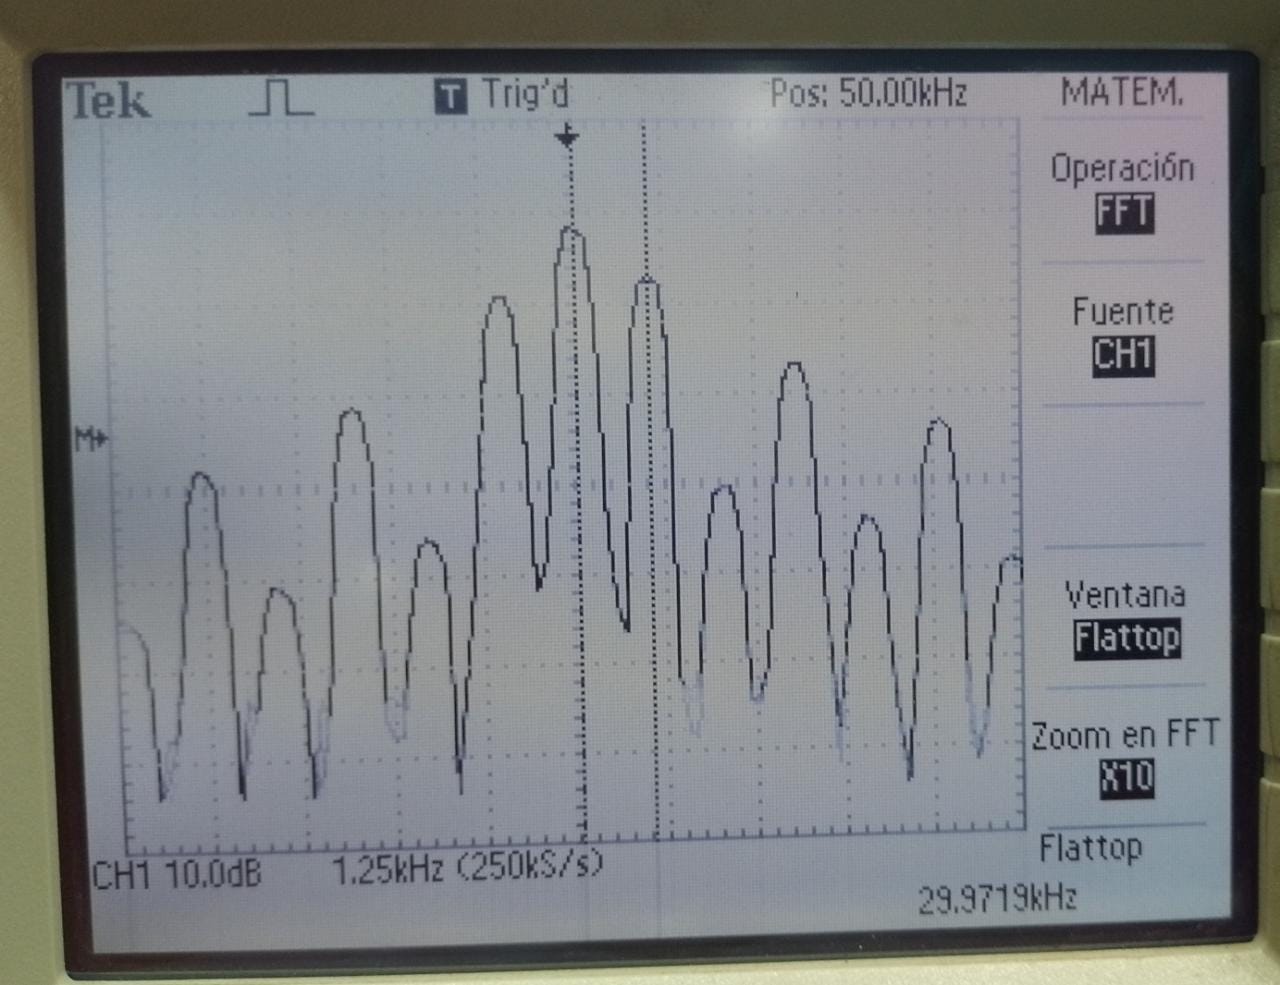 Tek T Trig'd Pos: 50.00kHz MATEM.
Operación
FFT
Fuente
CH1
M
Ventana
Flattop
Zoom en FFT
X10
Flattop
CH1 10.0dB 1.25kHz (250kS/s)
29.9719kHz